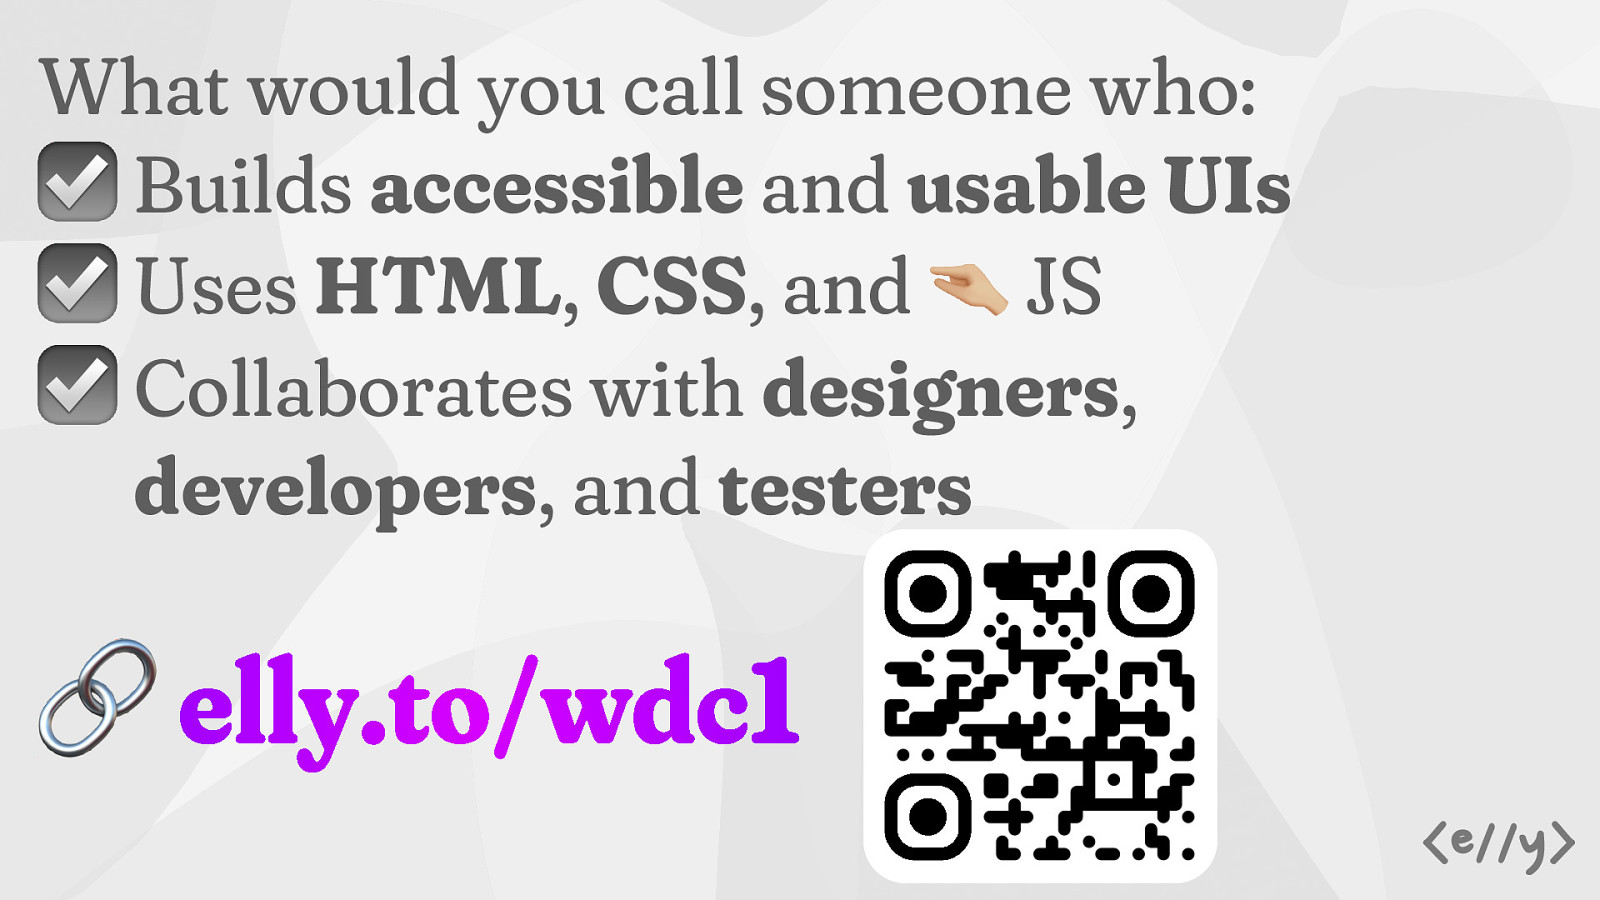 What would you call someone who:
☑️ Builds accessible and usable UIs
☑️ Uses HTML, CSS, and 🤏🏼 JS
☑️ Collaborates with designers,
developers, and testers
🔗 elly.to/wdc1
<e//y>